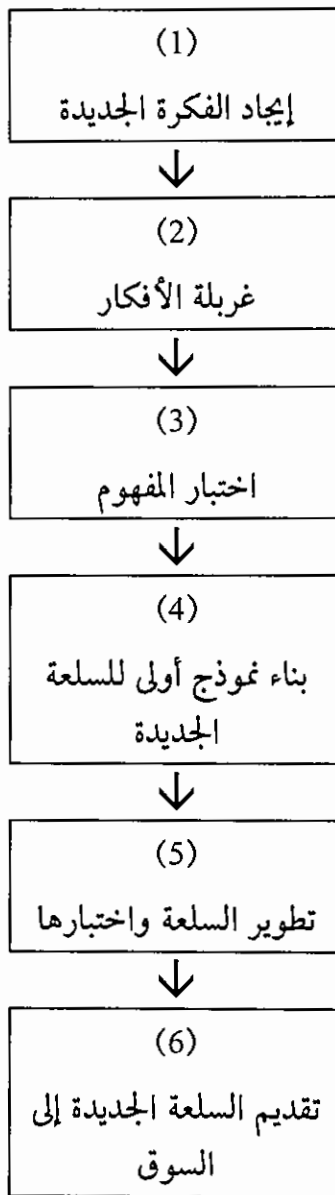 (1)
إيجاد الفكرة الجديدة
(2)
غربلة الأفكار
(3)
اختبار المفهوم
(4)
بناء نموذج أولى للسلعة
الجديدة
(5)
تطوير السلعة واختبارها
(6)
تقديم السلعة الجديدة إلى
السوق